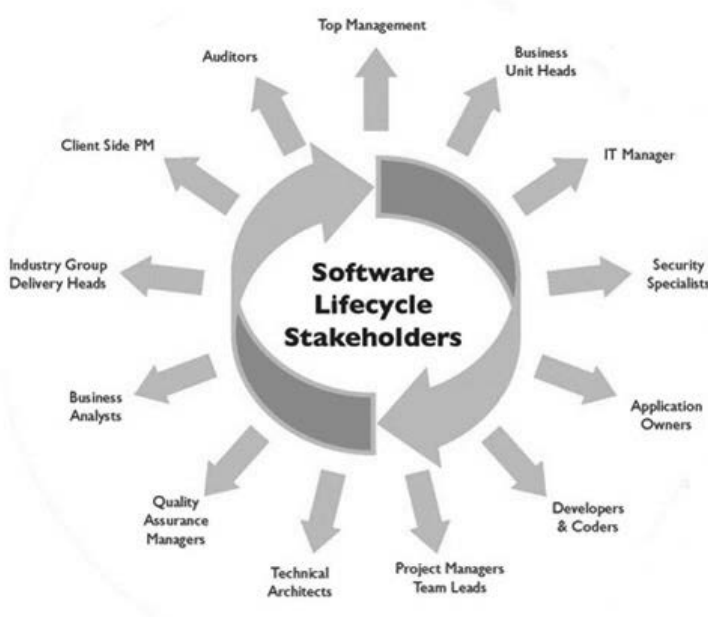 Top Management
Auditors
Business
Unit Heads
Client Side PM
IT Manager
Industry Group
Delivery Heads
Software
Lifecycle
Stakeholders
Security
Specialists
Business
Analysts
Application
Owners
Quality
Assurance
Managers
Developers
& Coders
Technical
Architects
Project Managers
Team Leads